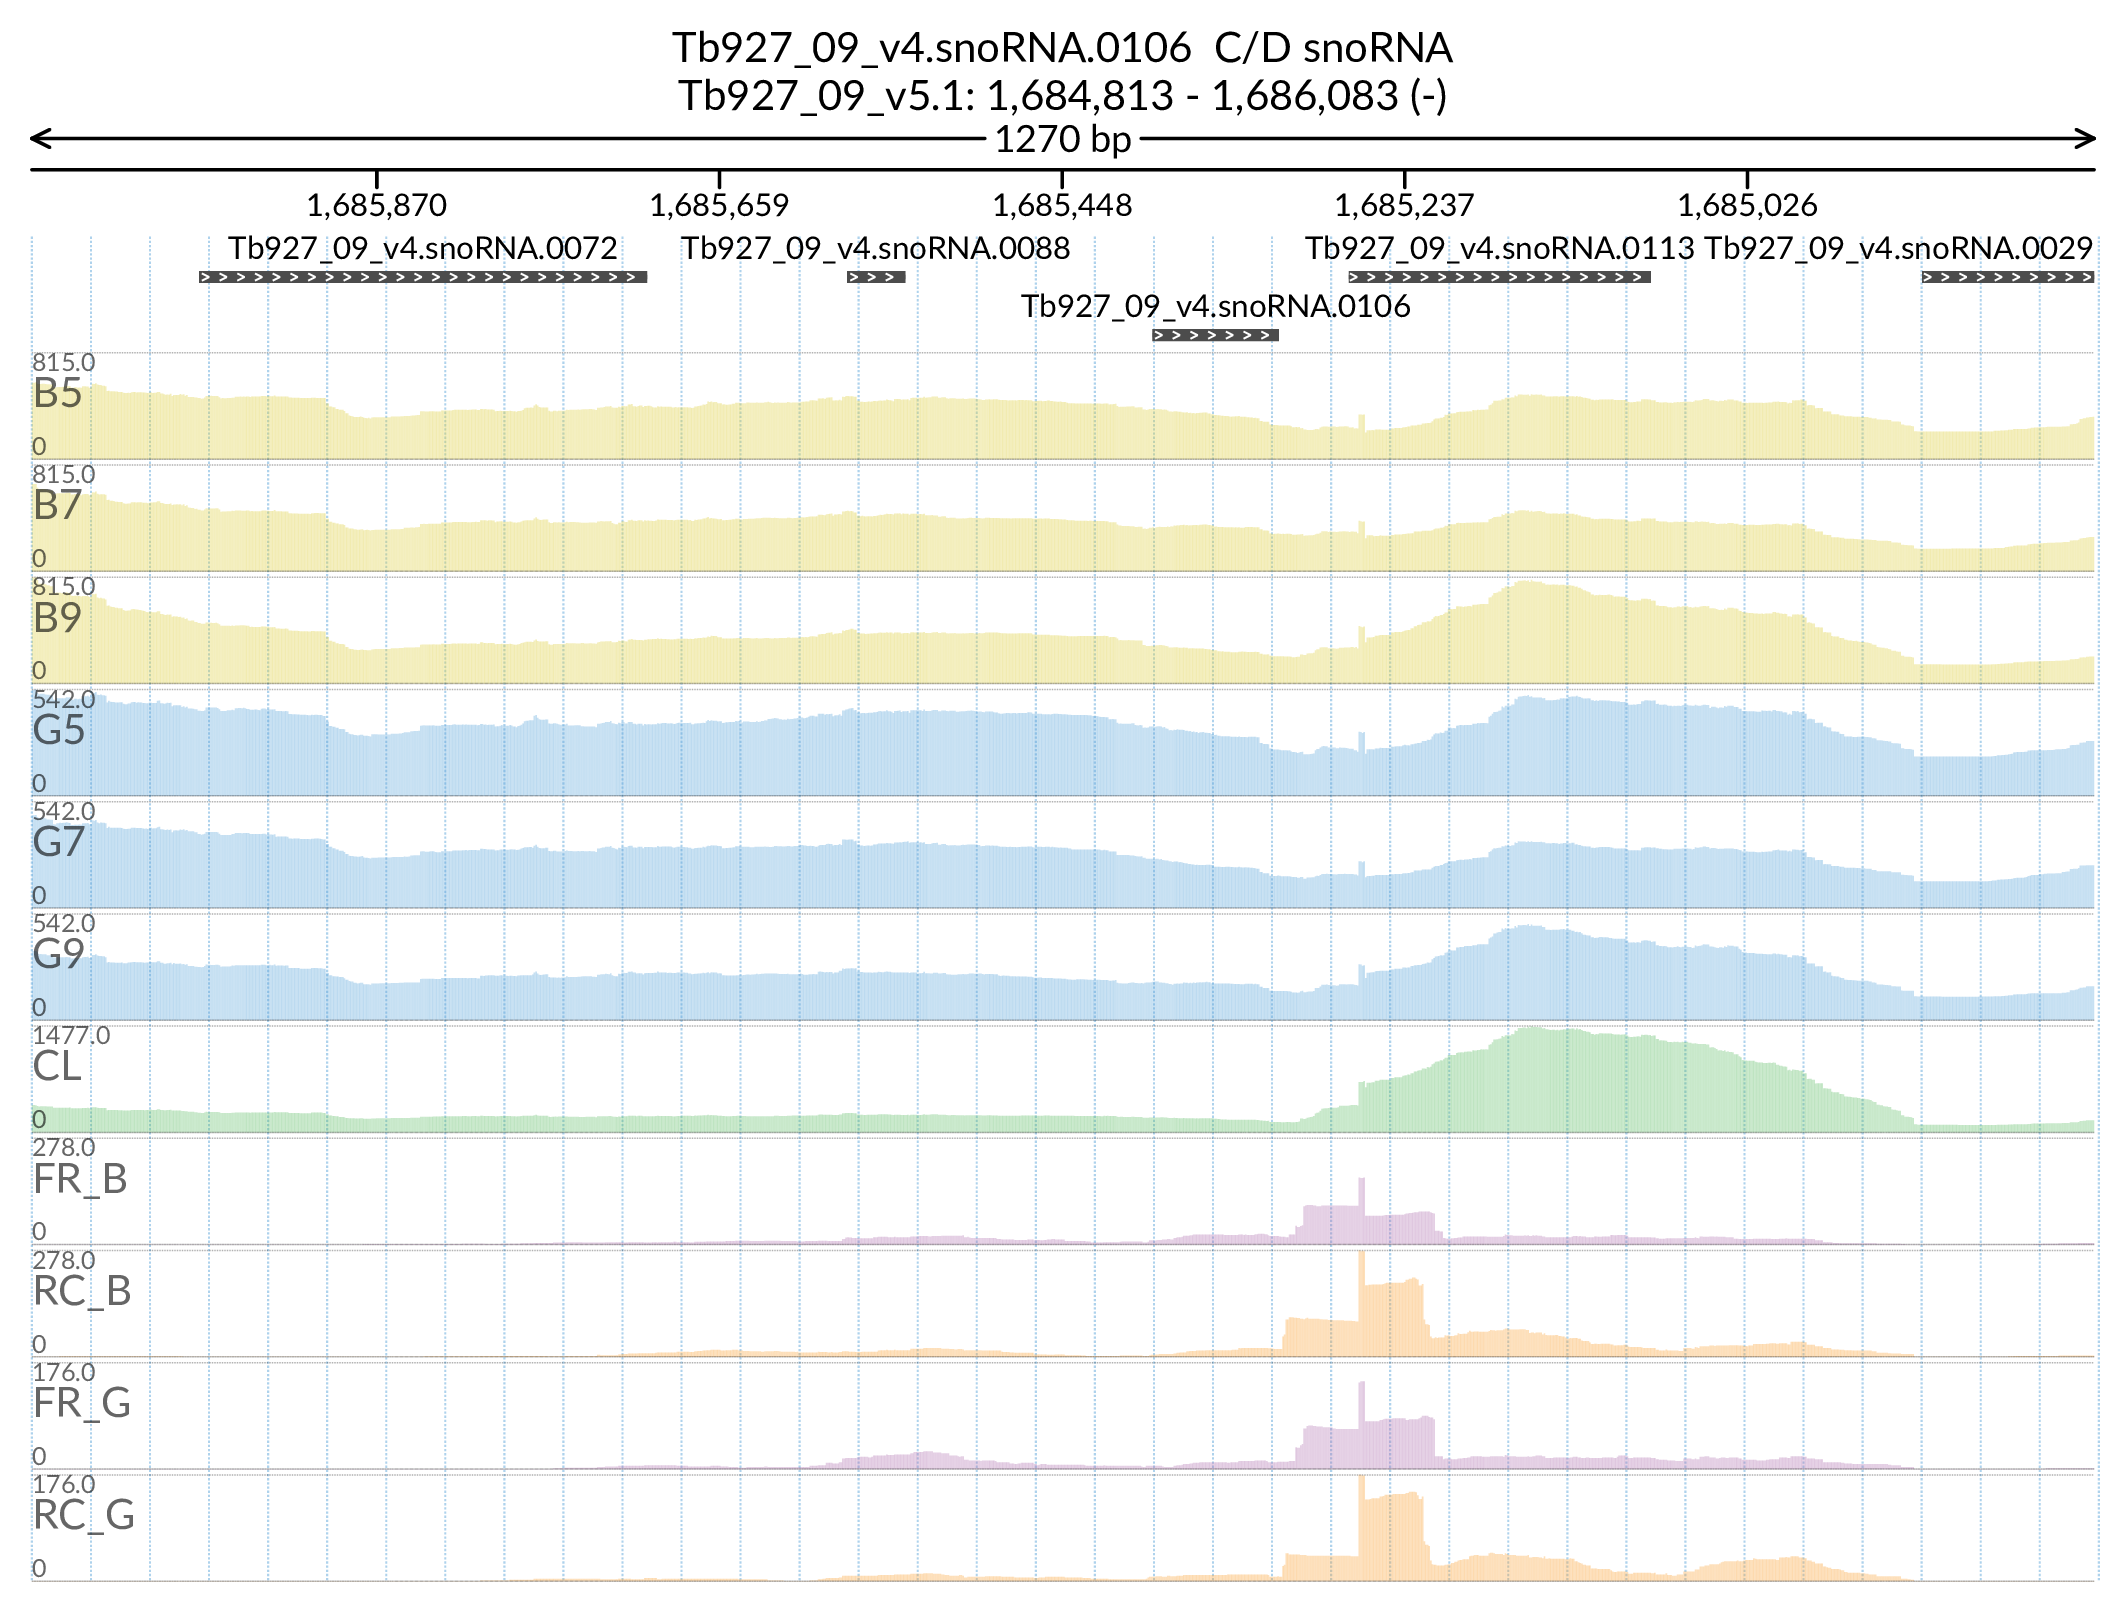 Tb927_09_v4.snoRNA.0106 C/D snoRNA
Tb927_09_v5.1: 1,684,813 - 1,686,083 (-)
1270 bp
1,685,870 1,685,659 1,685,448 1,685,237 1,685,026
Tb927_09_v4.snoRNA.0072 Tb927_09_v4.snoRNA.0088 Tb927_09_v4.snoRNA.0113 Tb927_09_v4.snoRNA.0029
Tb927_09_v4.snoRNA.0106
815.0
B5
0
815.0
B7
0
815.0
B9
0
542.0
G5
0
542.0
G7
0
542.0
G9
0
1477.0
CL
0
278.0
FR_B
0
278.0
RC_B
0
176.0
FR_G
0
176.0
RC_G
0